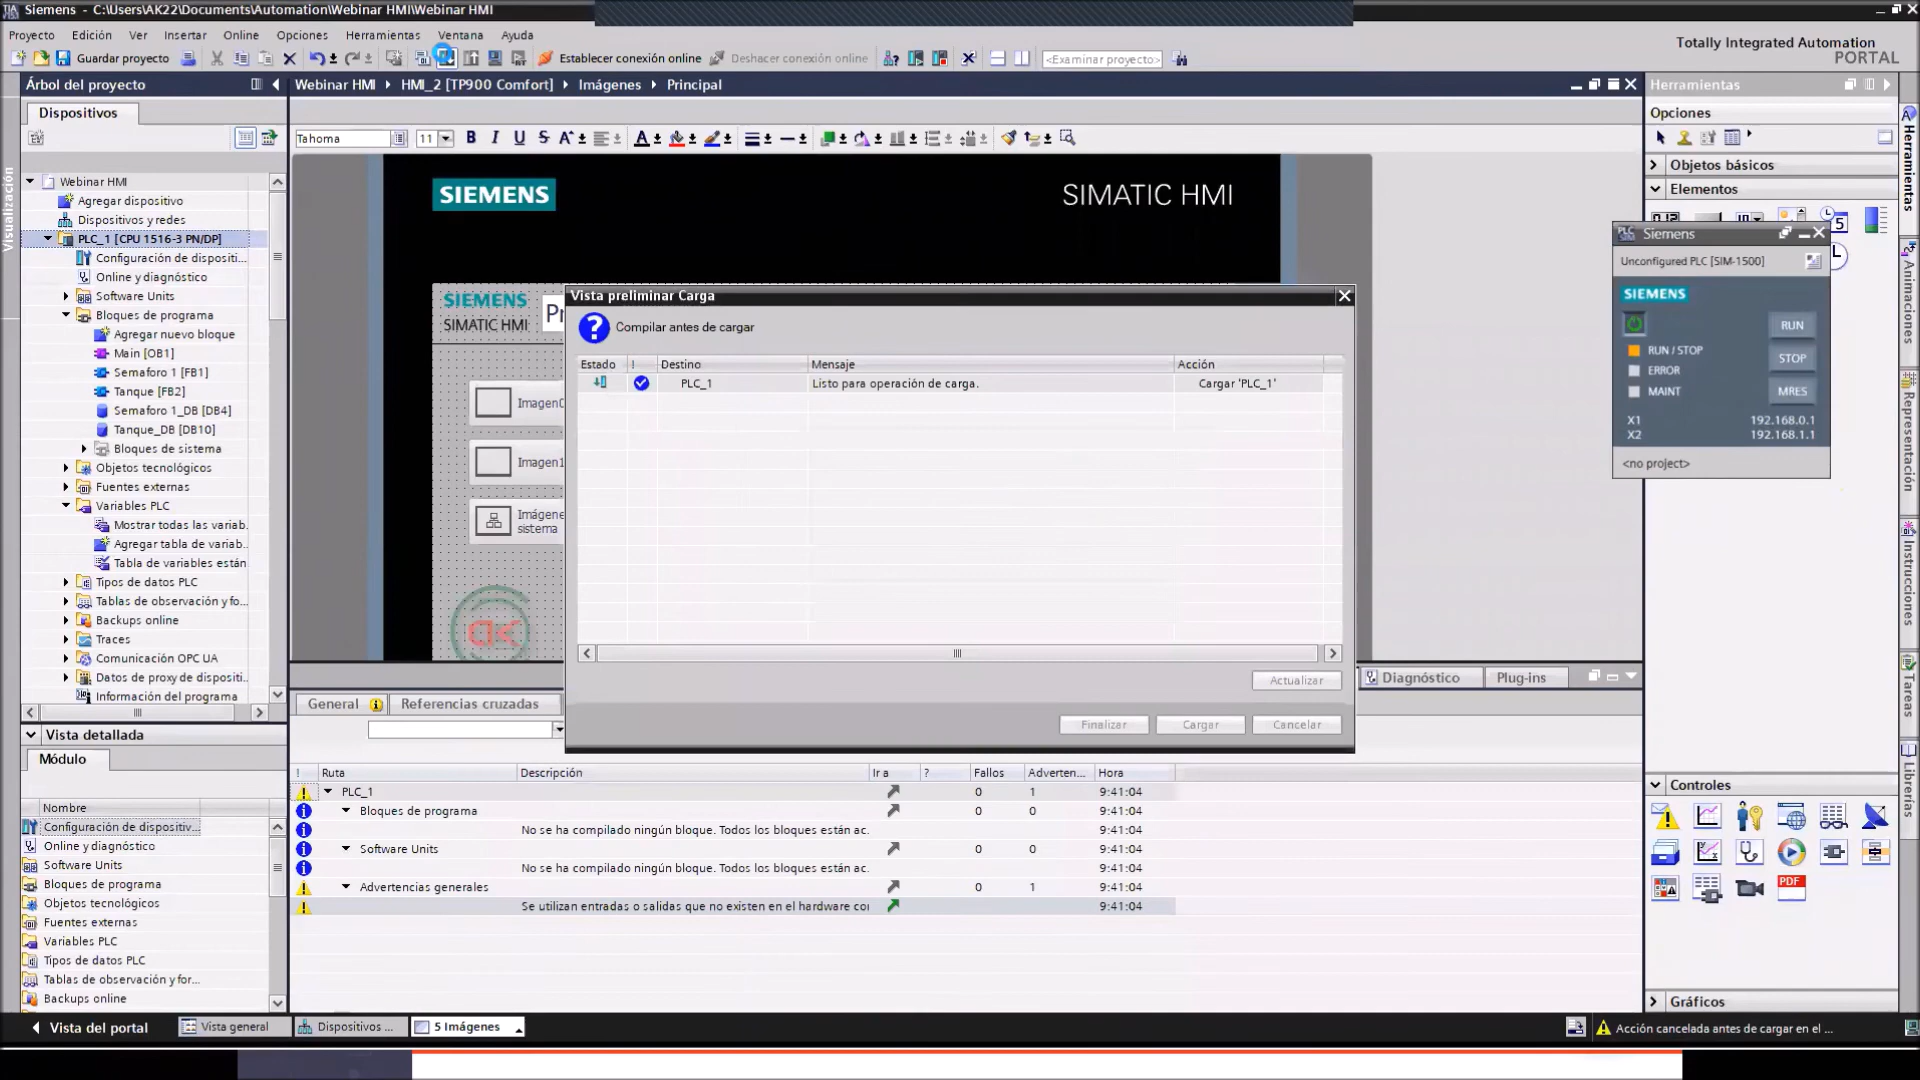 Siemens - C:\Users\AK22\Documents\Automation\Webinar HMI\Webinar HMI
Proyecto Edición Ver Insertar Online Opciones Herramientas Ventana Ayuda
Totally Integrated Automation
PORTAL
Guardar proyecto
Establecer conexión online
Deshacer conexión online
<Examinar proyecto>
Árbol del proyecto
Webinar HMI HMI_2 [TP900 Comfort] Imágenes Principal
Herramientas
Dispositivos
Opciones
Tahoma 11
Objetos básicos
Elementos
Visualización
Webinar HMI
Agregar dispositivo
Dispositivos y redes
PLC_1 [CPU 1516-3 PN/DP]
Configuración de dispositi...
Online y diagnóstico
Software Units
Bloques de programa
Agregar nuevo bloque
Main [OB1]
Semaforo 1 [FB1]
Tanque [FB2]
Semaforo 1_DB [DB4]
Tanque_DB [DB10]
Bloques de sistema
Objetos tecnológicos
Fuentes externas
Variables PLC
Mostrar todas las variab.
Agregar tabla de variab.
Tabla de variables están
Tipos de datos PLC
Tablas de observación y fo...
Backups online
Traces
Comunicación OPC UA
Datos de proxy de dispositi...
Información del programa
SIEMENS
SIMATIC HMI
SIEMENS
SIMATIC HMI
Pr
Imagen0
Imagen1
Imágene
sistema
Vista preliminar Carga
Compilar antes de cargar
Estado ! Destino Mensaje Acción
PLC_1 Listo para operación de carga. Cargar 'PLC_1'
Actualizar
Finalizar Cargar Cancelar
Siemens
Unconfigured PLC [SIM-1500]
SIEMENS
RUN
RUN / STOP
STOP
ERROR
MAINT
MRES
X1 192.168.0.1
X2 192.168.1.1
<no project>
Herramientas
Animaciones
Representación
Instrucciones
Tareas
Librerías
Diagnóstico
Plug-ins
General
Referencias cruzadas
! Ruta Descripción Ir a ? Fallos Adverten... Hora
PLC_1 0 1 9:41:04
Bloques de programa 0 0 9:41:04
No se ha compilado ningún bloque. Todos los bloques están ac. 9:41:04
Software Units 0 0 9:41:04
No se ha compilado ningún bloque. Todos los bloques están ac. 9:41:04
Advertencias generales 0 1 9:41:04
Se utilizan entradas o salidas que no existen en el hardware co 9:41:04
Vista detallada
Módulo
Nombre
Configuración de dispositiv...
Online y diagnóstico
Software Units
Bloques de programa
Objetos tecnológicos
Fuentes externas
Variables PLC
Tipos de datos PLC
Tablas de observación y for...
Backups online
Controles
PDF
Gráficos
Vista del portal
Vista general
Dispositivos ...
5 Imágenes
Acción cancelada antes de cargar en el ...